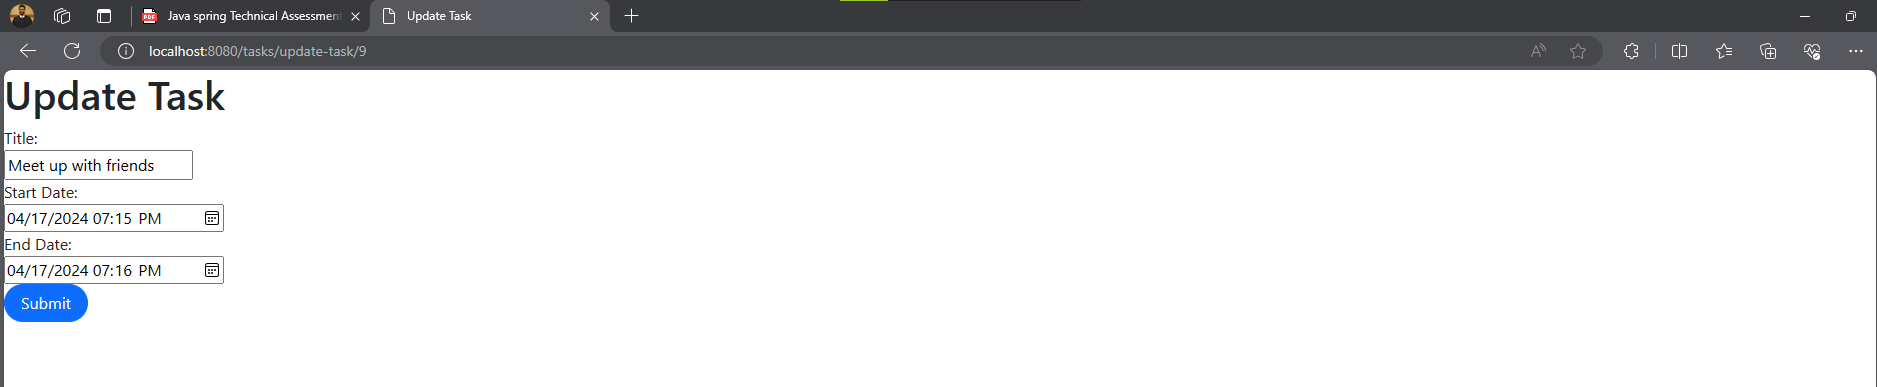 PDF
Java spring Technical Assessment
Update Task
localhost:8080/tasks/update-task/9
Update Task
Title:
Meet up with friends
Start Date:
04/17/2024 07:15 PM
End Date:
04/17/2024 07:16 PM
Submit